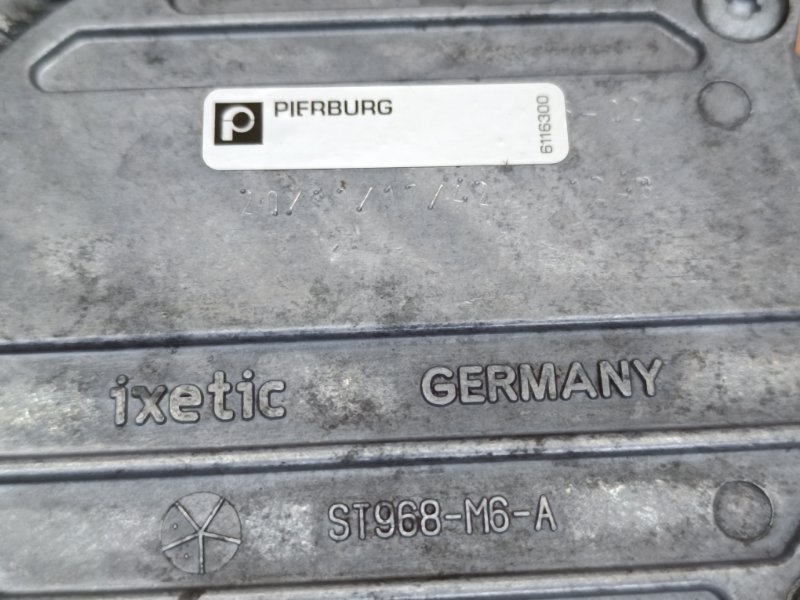 PIERBURG
6116300
ixetic GERMANY
ST968-M6-A